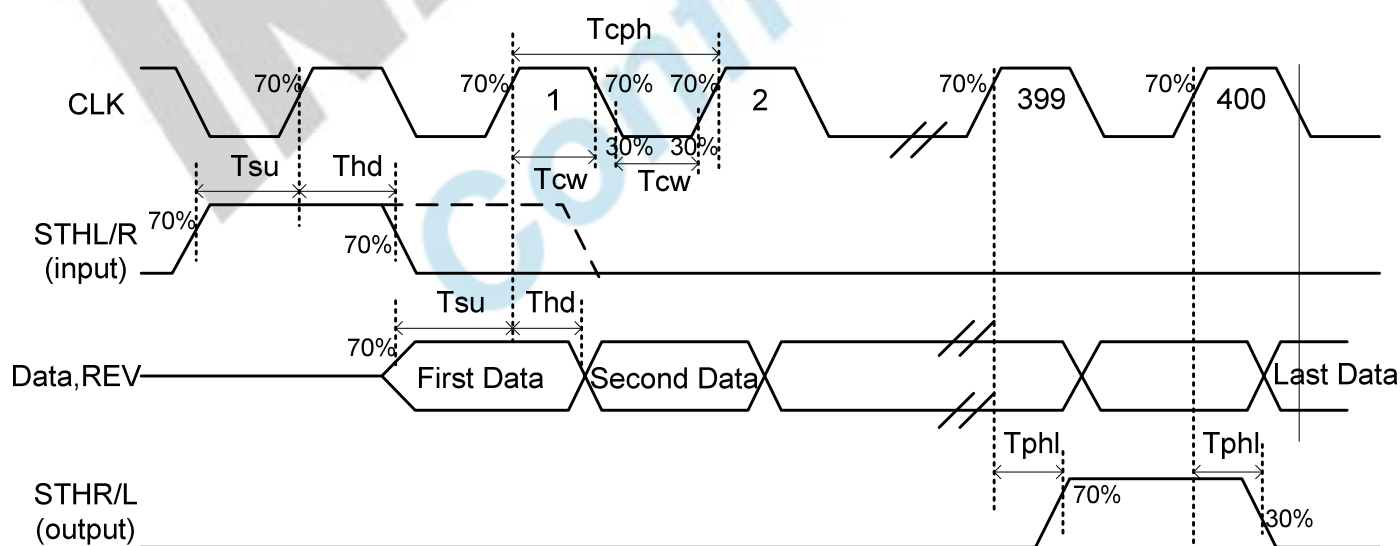 Tcph
CLK
70%
70%
1
70%
70%
2
70%
399
70%
400
30%
30%
Tsu
Thd
Tcw
Tcw
STHL/R
(input)
70%
70%
Tsu
Thd
70%
Data,REV
First Data
Second Data
Last Data
Tphl
Tphl
STHR/L
(output)
70%
30%